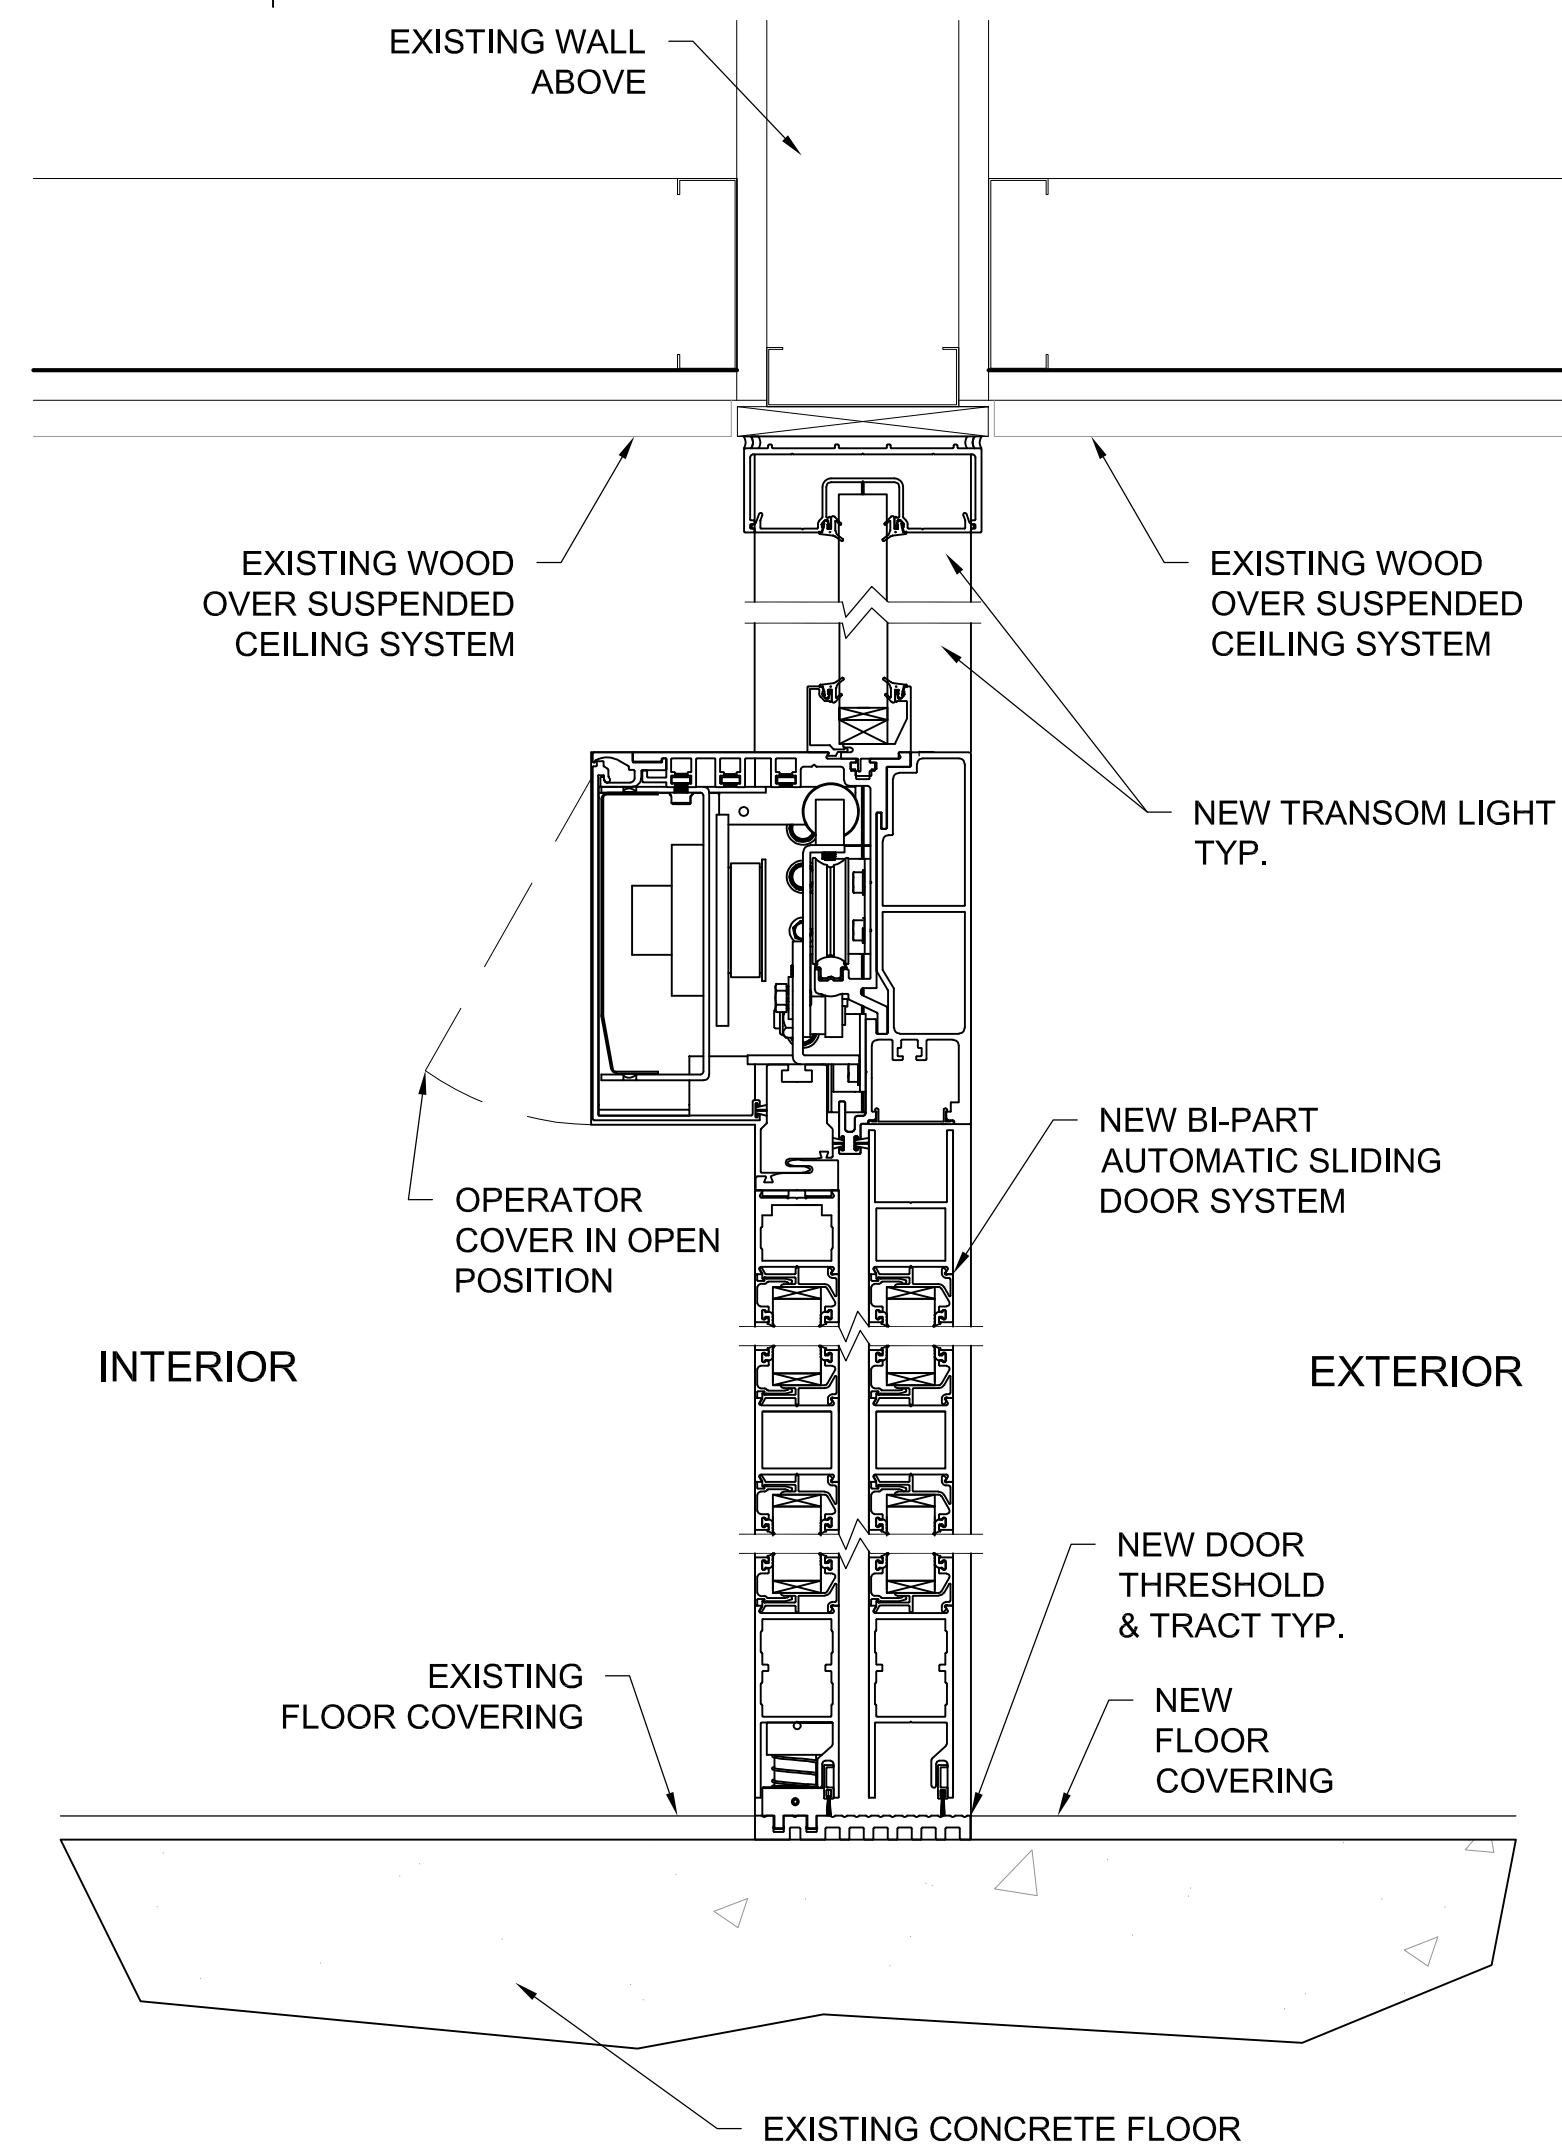 EXISTING WALL
ABOVE
EXISTING WOOD
OVER SUSPENDED
CEILING SYSTEM
EXISTING WOOD
OVER SUSPENDED
CEILING SYSTEM
NEW TRANSOM LIGHT
TYP.
NEW BI-PART
AUTOMATIC SLIDING
DOOR SYSTEM
OPERATOR
COVER IN OPEN
POSITION
INTERIOR
EXTERIOR
NEW DOOR
THRESHOLD
& TRACT TYP.
EXISTING
FLOOR COVERING
NEW
FLOOR
COVERING
EXISTING CONCRETE FLOOR